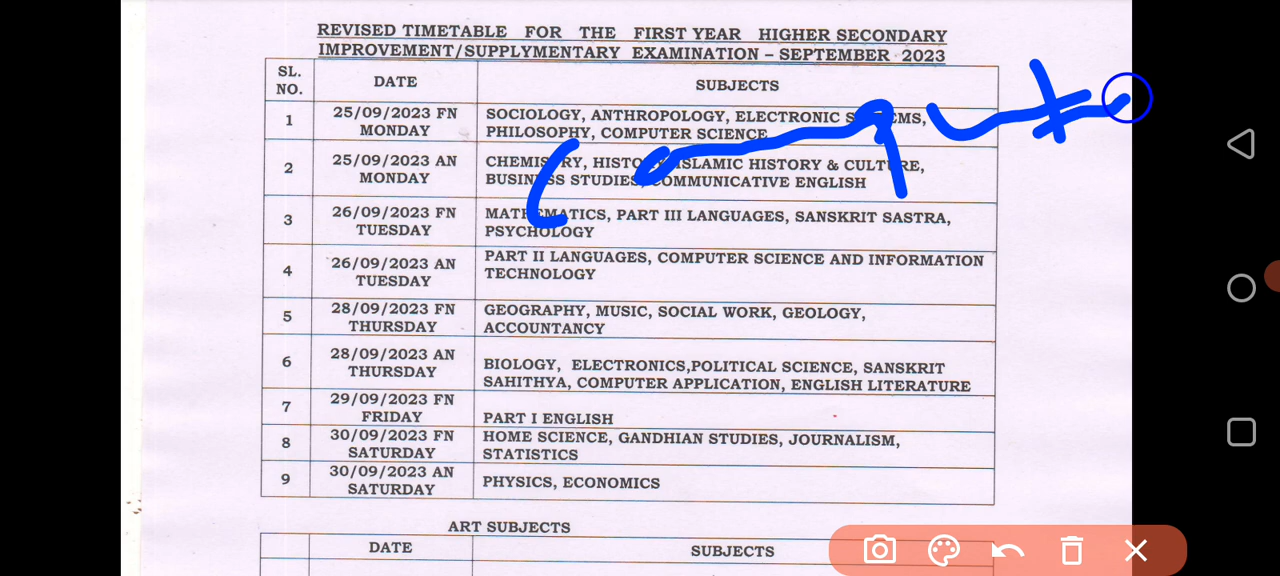 REVISED TIMETABLE FOR THE FIRST YEAR HIGHER SECONDARY
IMPROVEMENT/SUPPLYMENTARY EXAMINATION – SEPTEMBER 2023
SL. NO. DATE SUBJECTS
1 25/09/2023 FN MONDAY SOCIOLOGY, ANTHROPOLOGY, ELECTRONIC
PHILOSOPHY, COMPUTER SCIENCE
2 25/09/2023 AN MONDAY CHEMISTRY, HISTORY, ISLAMIC HISTORY & CULTURE,
BUSINESS STUDIES, COMMUNICATIVE ENGLISH
3 26/09/2023 FN TUESDAY MATHEMATICS, PART III LANGUAGES, SANSKRIT SASTRA,
PSYCHOLOGY
4 26/09/2023 AN TUESDAY PART II LANGUAGES, COMPUTER SCIENCE AND INFORMATION
TECHNOLOGY
5 28/09/2023 FN THURSDAY GEOGRAPHY, MUSIC, SOCIAL WORK, GEOLOGY,
ACCOUNTANCY
6 28/09/2023 AN THURSDAY BIOLOGY, ELECTRONICS,POLITICAL SCIENCE, SANSKRIT
SAHITHYA, COMPUTER APPLICATION, ENGLISH LITERATURE
7 29/09/2023 FN FRIDAY PART I ENGLISH
8 30/09/2023 FN SATURDAY HOME SCIENCE, GANDHIAN STUDIES, JOURNALISM,
STATISTICS
9 30/09/2023 AN SATURDAY PHYSICS, ECONOMICS
ART SUBJECTS
DATE SUBJECTS